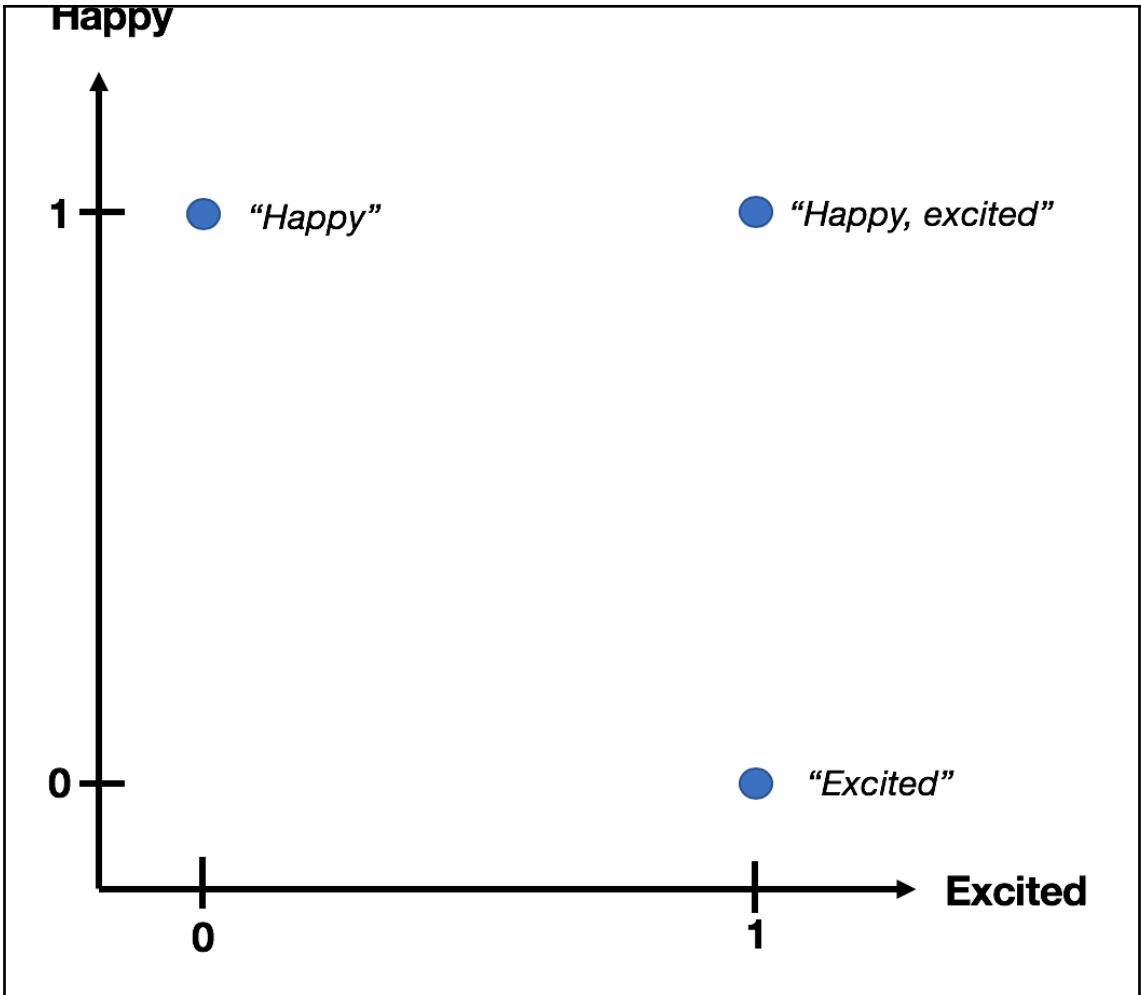 Happy
1
“Happy”
“Happy, excited”
0
“Excited”
Excited
0
1